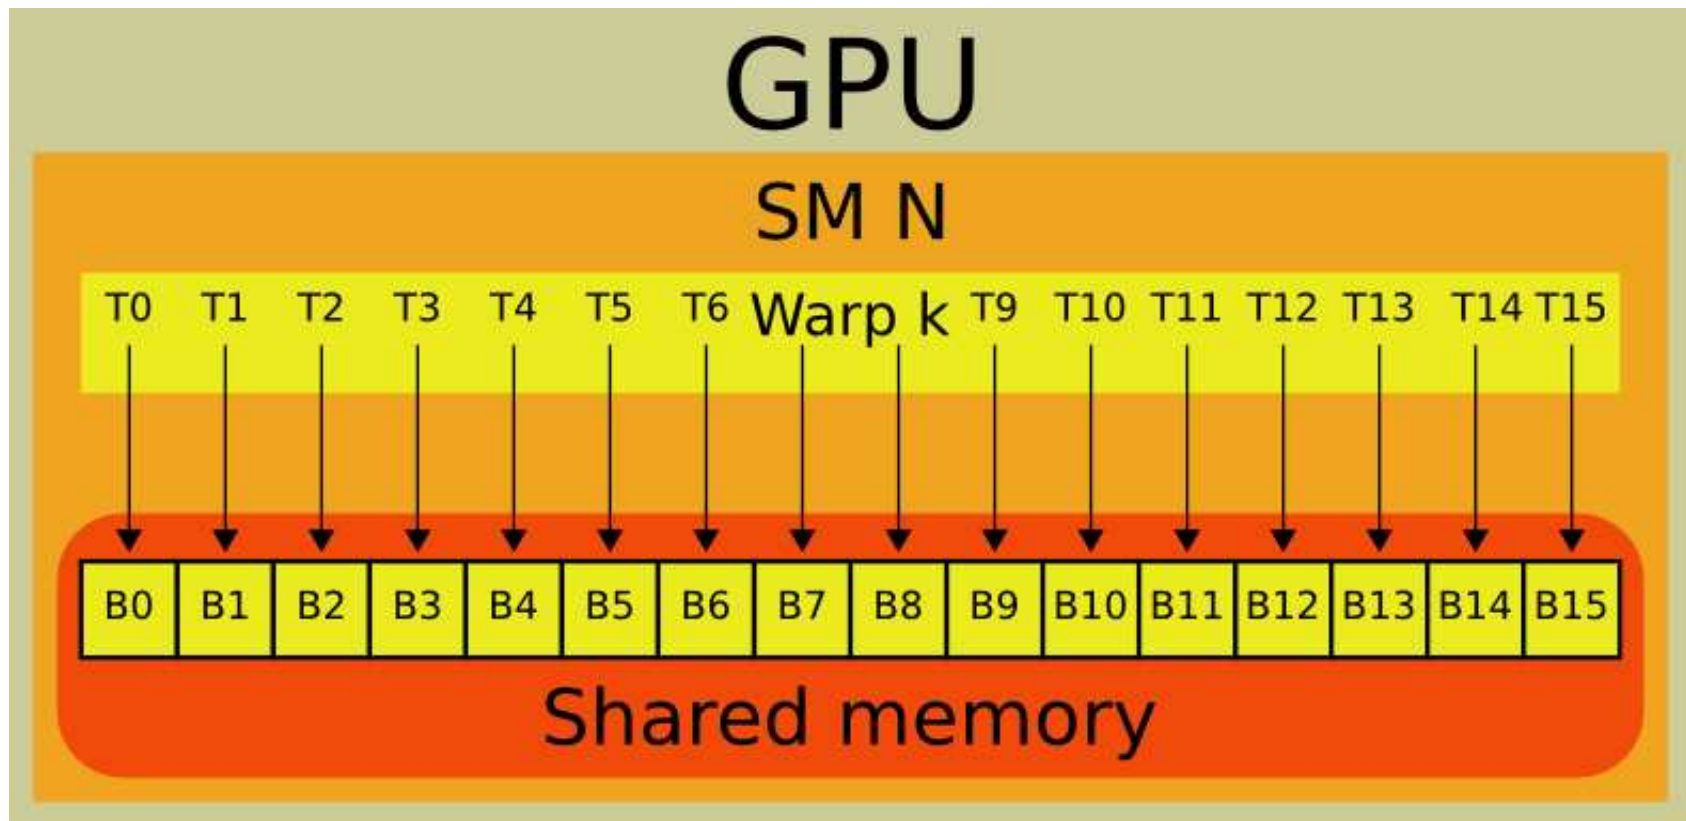 GPU
SM N
T0 T1 T2 T3 T4 T5 T6 Warp k T9 T10 T11 T12 T13 T14 T15
B0 B1 B2 B3 B4 B5 B6 B7 B8 B9 B10 B11 B12 B13 B14 B15
Shared memory